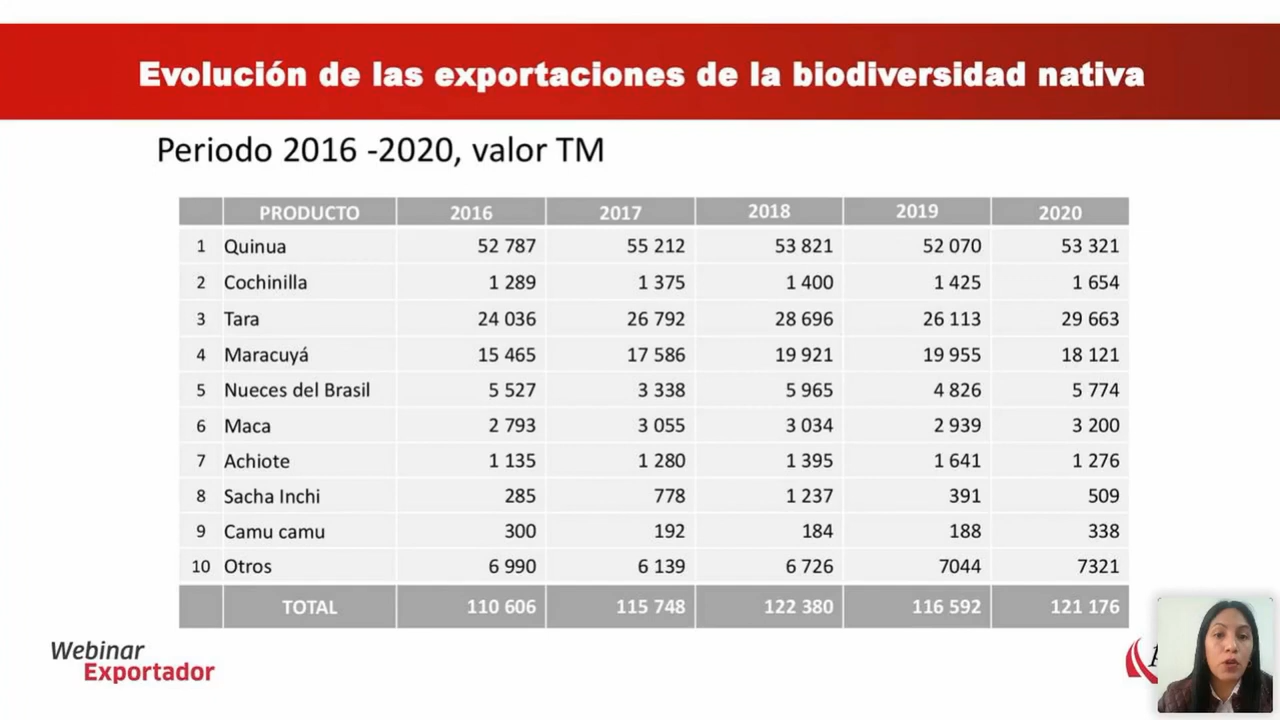 Evolución de las exportaciones de la biodiversidad nativa
Periodo 2016 -2020, valor TM
PRODUCTO 2016 2017 2018 2019 2020
1 Quinua 52 787 55 212 53 821 52 070 53 321
2 Cochinilla 1 289 1 375 1 400 1 425 1 654
3 Tara 24 036 26 792 28 696 26 113 29 663
4 Maracuyá 15 465 17 586 19 921 19 955 18 121
5 Nueces del Brasil 5 527 3 338 5 965 4 826 5 774
6 Maca 2 793 3 055 3 034 2 939 3 200
7 Achiote 1 135 1 280 1 395 1 641 1 276
8 Sacha Inchi 285 778 1 237 391 509
9 Camu camu 300 192 184 188 338
10 Otros 6 990 6 139 6 726 7044 7321
TOTAL 110 606 115 748 122 380 116 592 121 176
Webinar
Exportador